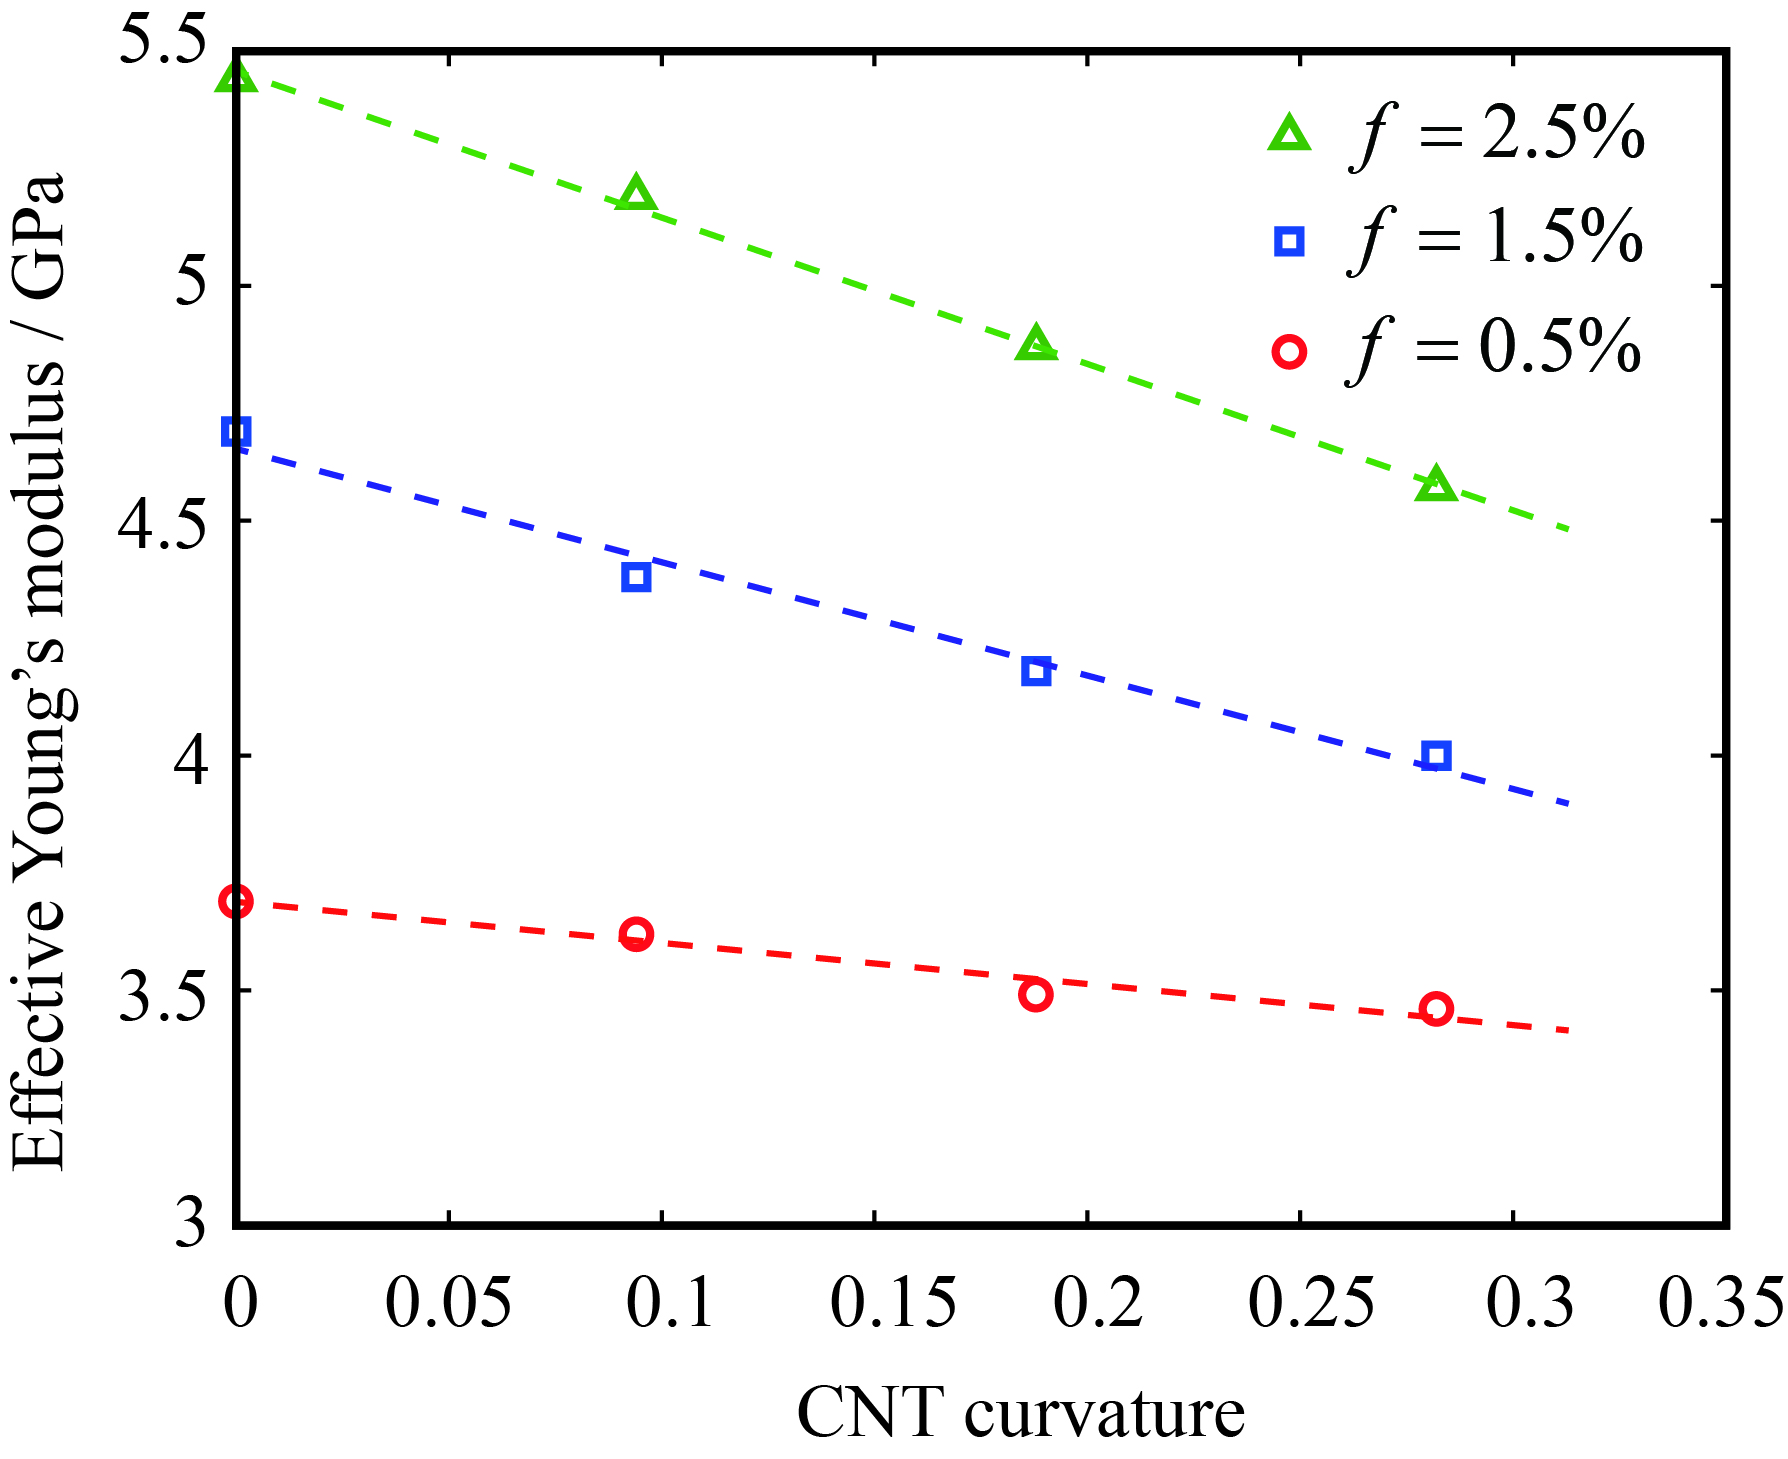 5.5
5
4.5
4
3.5
3
Effective Young’s modulus / GPa
f = 2.5%
f = 1.5%
f = 0.5%
0 0.05 0.1 0.15 0.2 0.25 0.3 0.35
CNT curvature